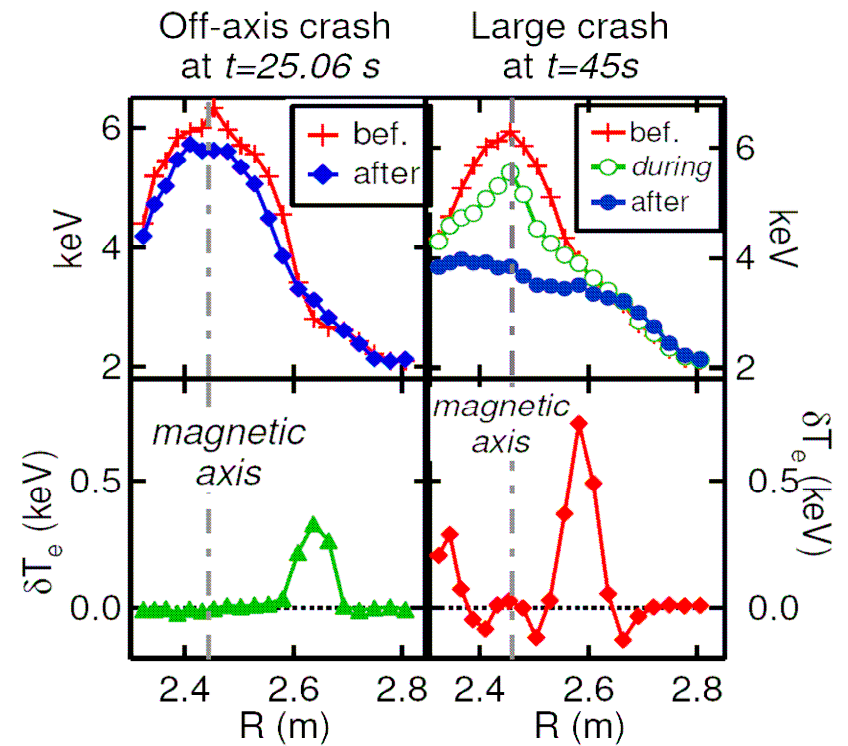 Off-axis crash
at t=25.06 s
Large crash
at t=45s
bef.
after
bef.
during
after
6
4
2
keV
6
4
2
keV
magnetic
axis
magnetic
axis
0.5
0.0
δTe (keV)
0.5
0.0
δTe (keV)
2.4 2.6 2.8
R (m)
2.4 2.6 2.8
R (m)